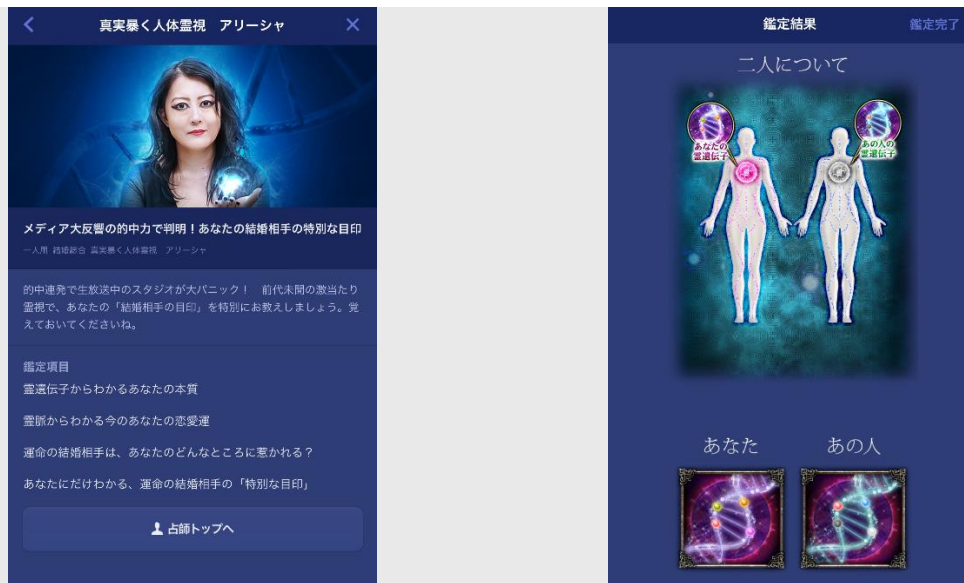 真実暴く人体霊視　アリーシャ
メディア大反響の的中力で判明！あなたの結婚相手の特別な目印
一人用 結婚総合 真実暴く人体霊視　アリーシャ
的中連発で生放送中のスタジオが大パニック！　前代未聞の激当たり
霊視で、あなたの「結婚相手の目印」を特別にお教えしましょう。覚
えておいてくださいね。
鑑定項目
霊遺伝子からわかるあなたの本質
霊脈からわかる今のあなたの恋愛運
運命の結婚相手は、あなたのどんなところに惹かれる？
あなたにだけわかる、運命の結婚相手の「特別な目印」
占師トップへ
鑑定結果
鑑定完了
二人について
あなたの
霊遺伝子
あの人の
霊遺伝子
あなた
あの人